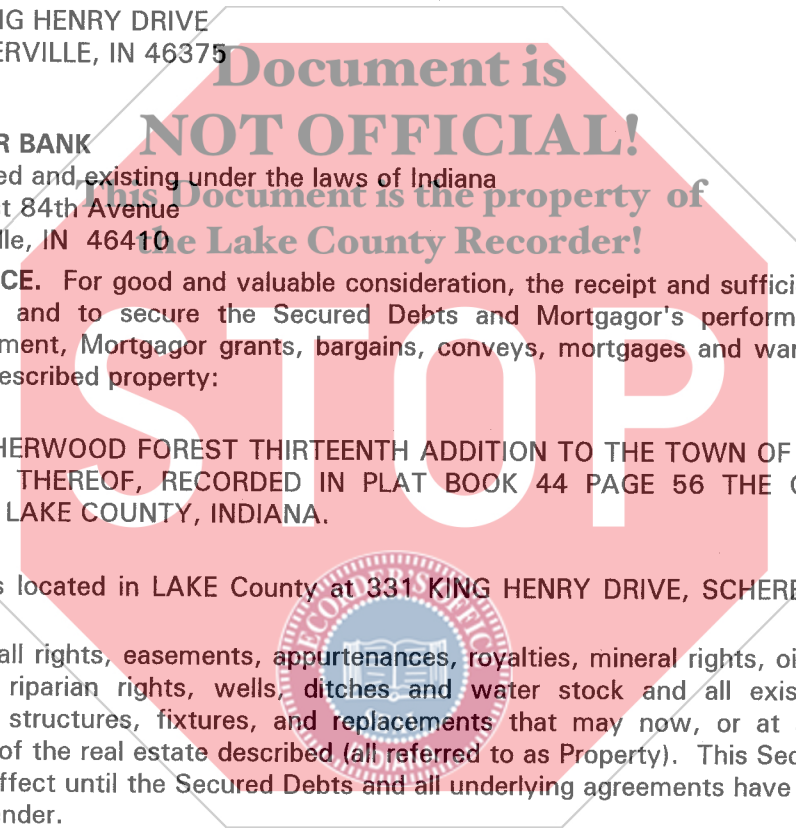 NG HENRY DRIVE
ERVILLE, IN 46375
Document is
NOT OFFICIAL!
R BANK
ed and existing under the laws of Indiana
This Document is the property of
t 84th Avenue
lle, IN 46410
the Lake County Recorder!
CE. For good and valuable consideration, the receipt and suffici
and to secure the Secured Debts and Mortgagor's perform
ment, Mortgagor grants, bargains, conveys, mortgages and war
escribed property:
STOP
HERWOOD FOREST THIRTEENTH ADDITION TO THE TOWN OF
THEREOF, RECORDED IN PLAT BOOK 44 PAGE 56 THE
LAKE COUNTY, INDIANA.
RECORDER'S OFFICE
s located in LAKE County at 331 KING HENRY DRIVE, SCHERE
all rights, easements, appurtenances, royalties, mineral rights, oi
riparian rights, wells, ditches and water stock and all exis
structures, fixtures, and replacements that may now, or at
of the real estate described (all referred to as Property). This Sec
ffect until the Secured Debts and all underlying agreements have
INDIANA
nder.